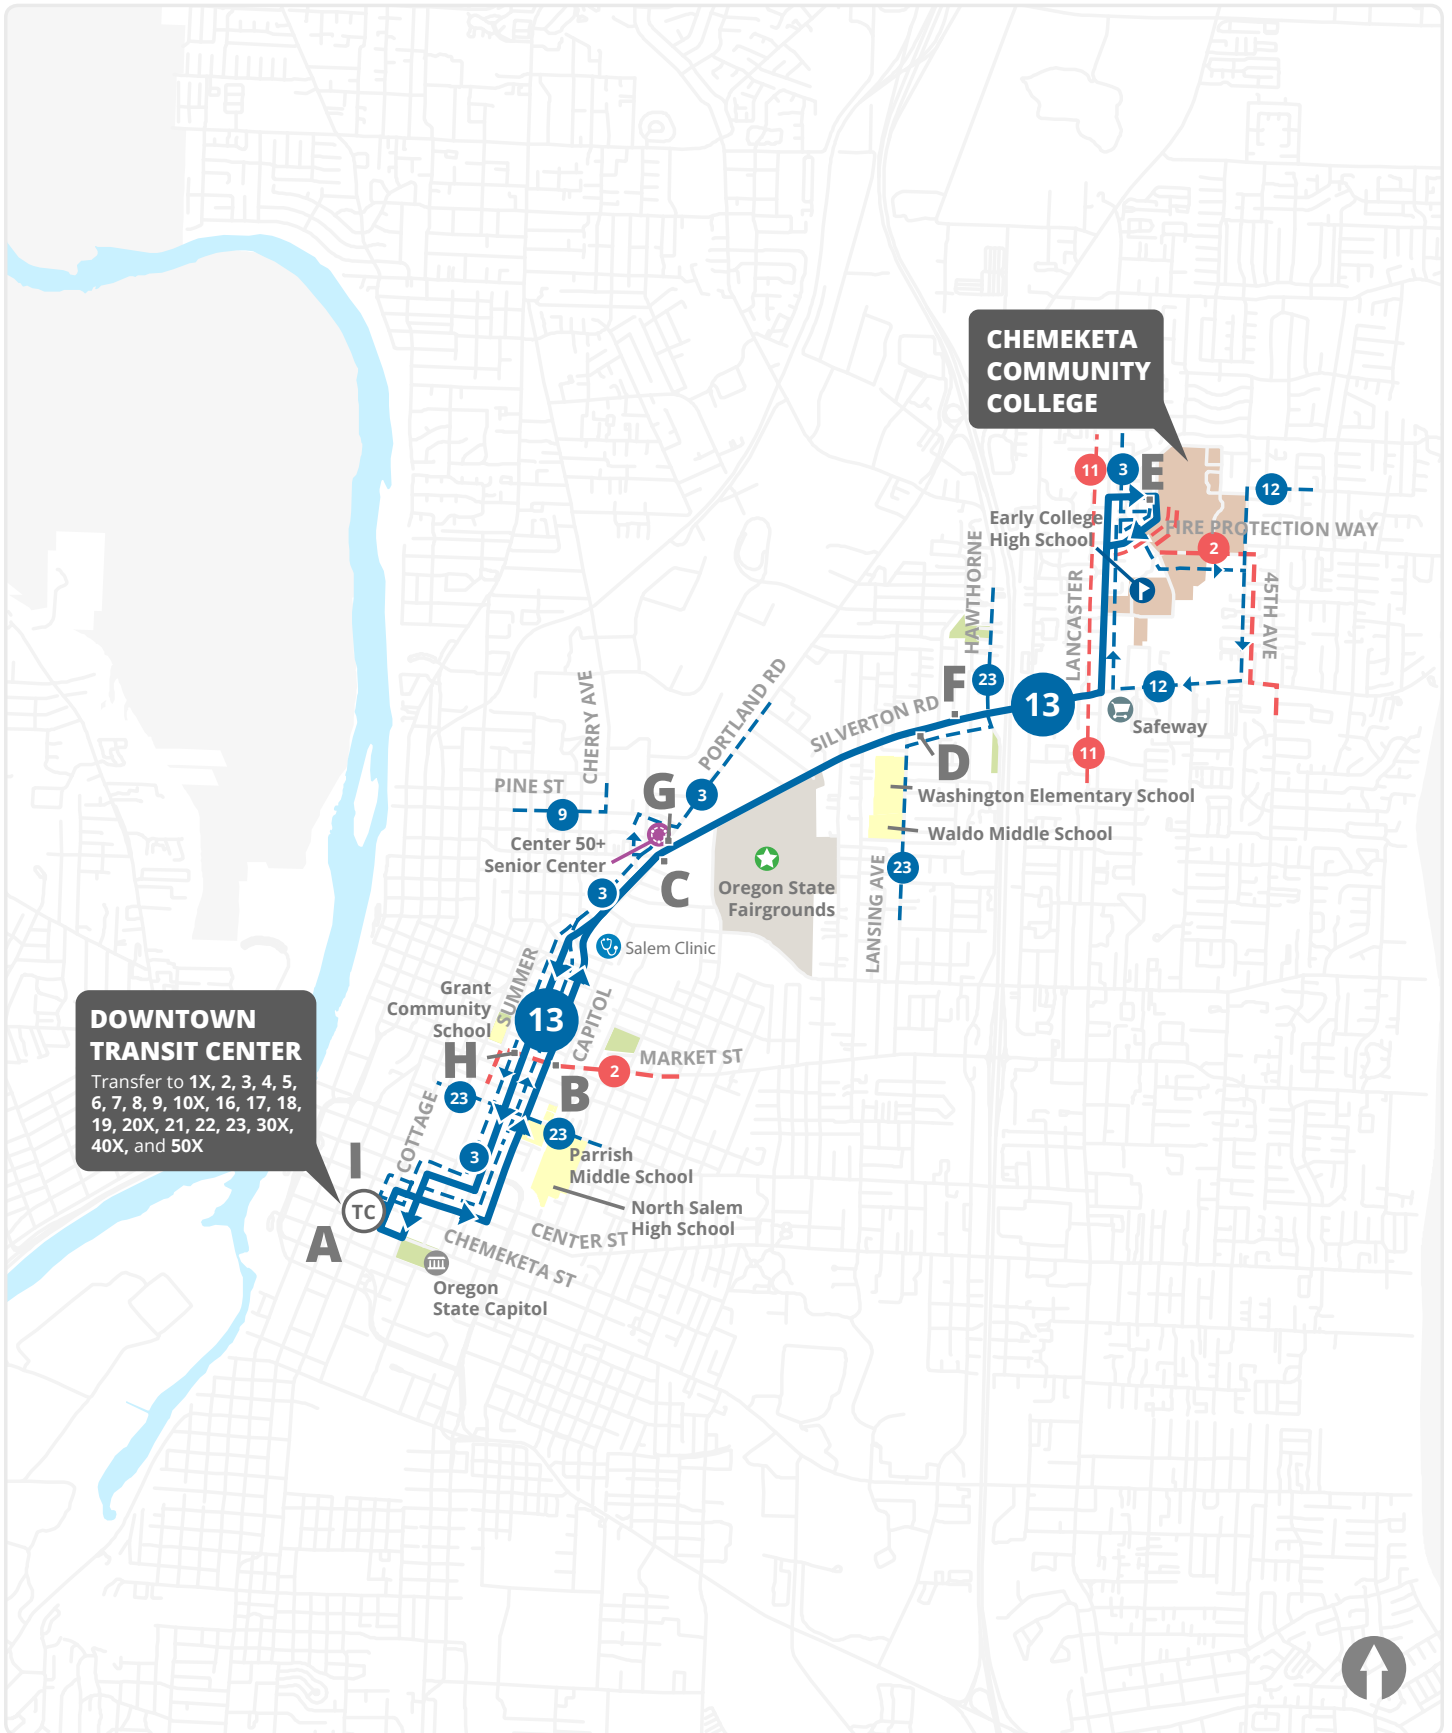 CHEMEKETA
COMMUNITY
COLLEGE
11
3
E
12
Early College
High School
FIRE PROTECTION WAY
2
HAWTHORNE
LANCASTER
45TH AVE
F
23
13
12
SILVERTON RD
Safeway
D
11
CHERRY AVE
PORTLAND RD
PINE ST
G
3
9
Center 50+
Senior Center
Washington Elementary School
Waldo Middle School
3
C
Oregon State
Fairgrounds
23
LANSING AVE
Salem Clinic
SUMMER
Grant
Community
School
13
CAPITOL
H
MARKET ST
2
B
23
COTTAGE
23
3
Parrish
Middle School
North Salem
High School
DOWNTOWN
TRANSIT CENTER
Transfer to 1X, 2, 3, 4, 5,
6, 7, 8, 9, 10X, 16, 17, 18,
19, 20X, 21, 22, 23, 30X,
40X, and 50X
I
TC
A
CENTER ST
CHEMEKETA ST
Oregon
State Capitol